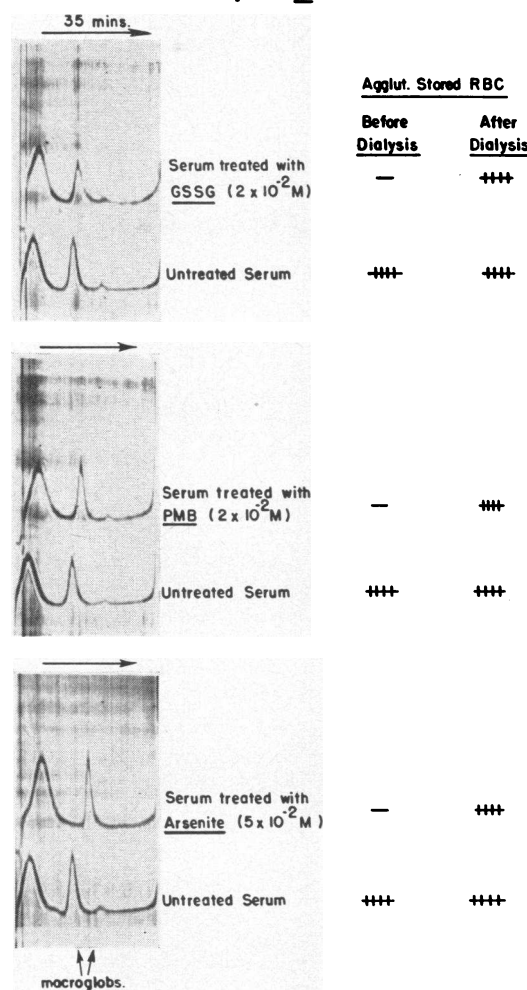 35 mins.
Agglut. Stored RBC
Before
Dialysis
After
Dialysis
Serum treated with
GSSG (2 x 10⁻²M)
Untreated Serum
Serum treated with
PMB (2 x 10⁻²M)
Untreated Serum
Serum treated with
Arsenite (5 x 10⁻²M)
Untreated Serum
macroglobs.